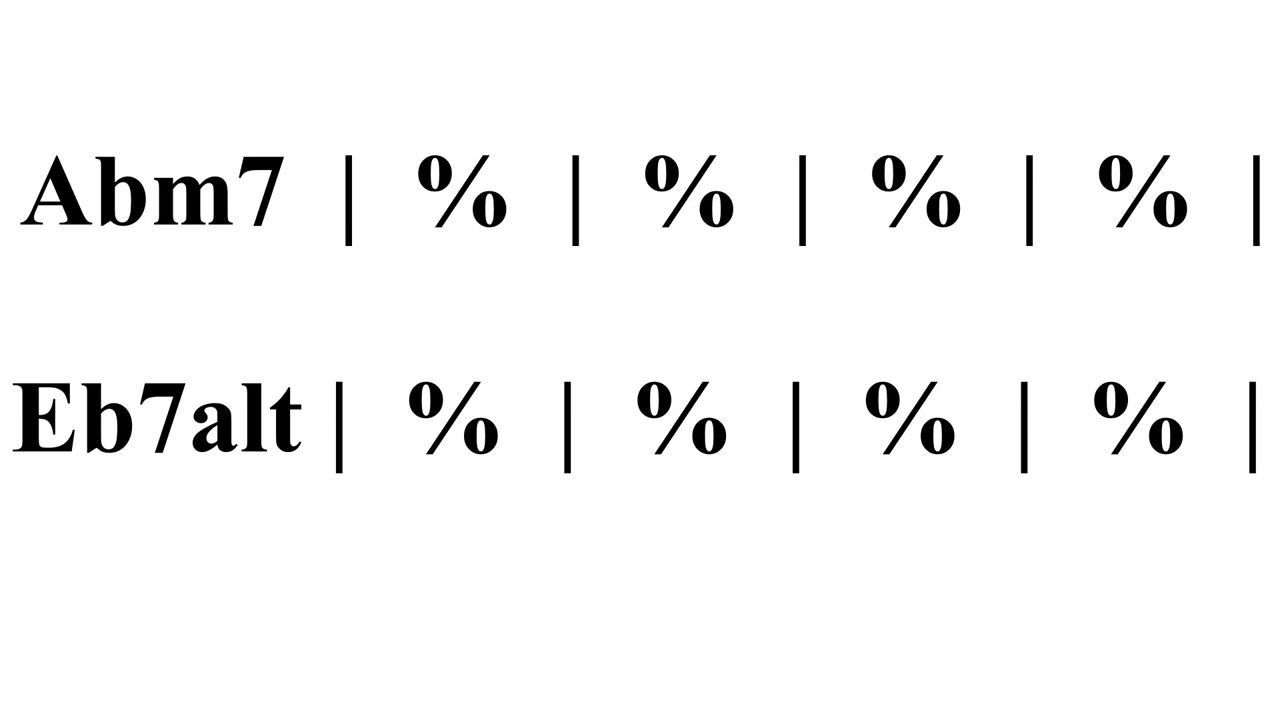 Abm7 | % | % | % | % |
Eb7alt | % | % | % | % |